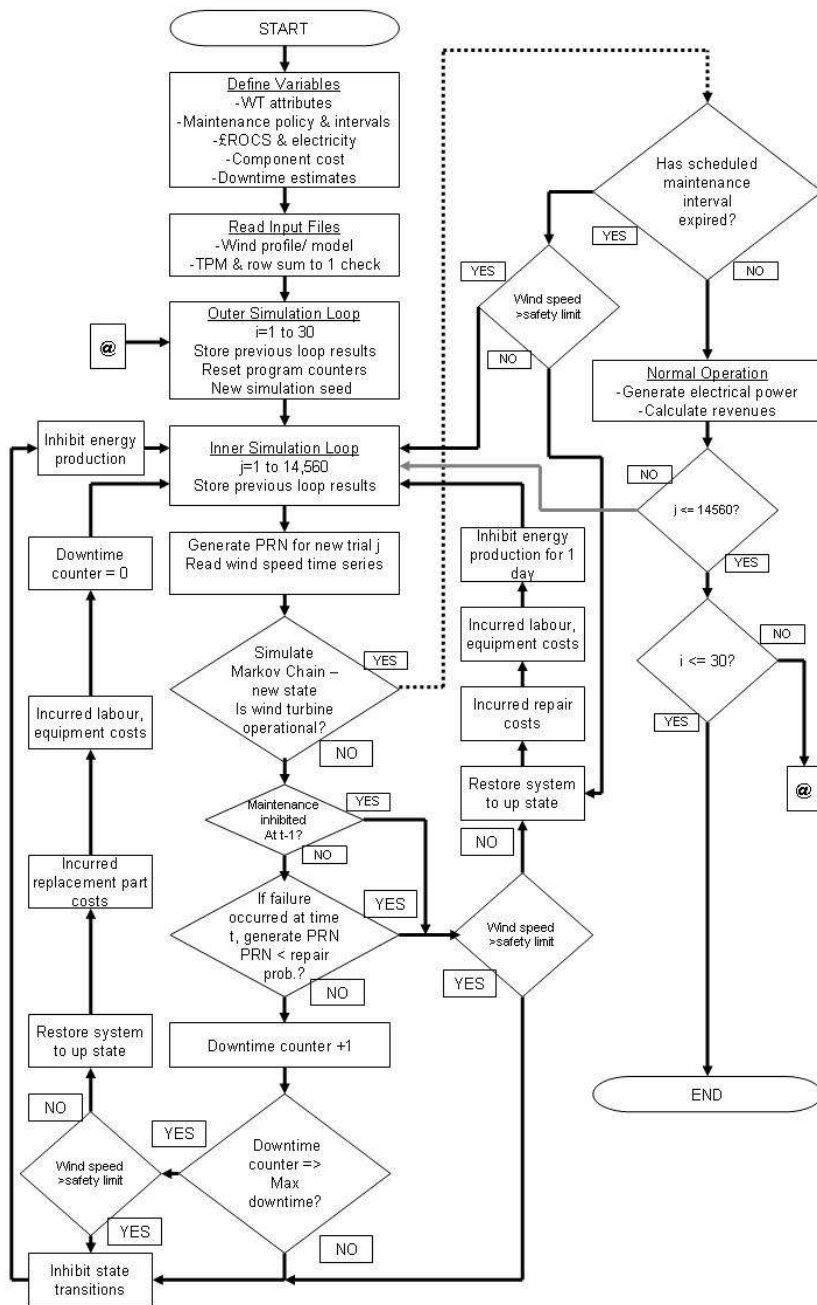 START
Define Variables
-WT attributes
-Maintenance policy & intervals
-£ROCS & electricity
-Component cost
-Downtime estimates
Read Input Files
-Wind profile/ model
-TPM & row sum to 1 check
Outer Simulation Loop
i=1 to 30
Store previous loop results
Reset program counters
New simulation seed
@
Inhibit energy
production
Inner Simulation Loop
j=1 to 14,560
Store previous loop results
Generate PRN for new trial j
Read wind speed time series
Simulate
Markov Chain –
new state
Is wind turbine
operational?
YES
NO
Maintenance
inhibited
At t-1?
YES
NO
If failure
occurred at time
t, generate PRN
PRN < repair
prob.?
YES
NO
Downtime counter +1
Downtime
counter =>
Max
downtime?
YES
NO
Wind speed
>safety limit
NO
YES
Inhibit state
transitions
Restore system
to up state
Incurred
replacement part
costs
Incurred labour,
equipment costs
Downtime
counter = 0
Has scheduled
maintenance
interval
expired?
YES
NO
Wind speed
>safety limit
YES
NO
Normal Operation
-Generate electrical power
-Calculate revenues
j <= 14560?
NO
YES
i <= 30?
NO
YES
@
END
Inhibit energy
production for 1
day
Incurred labour,
equipment costs
Incurred repair
costs
Restore system
to up state
NO
Wind speed
>safety limit
YES